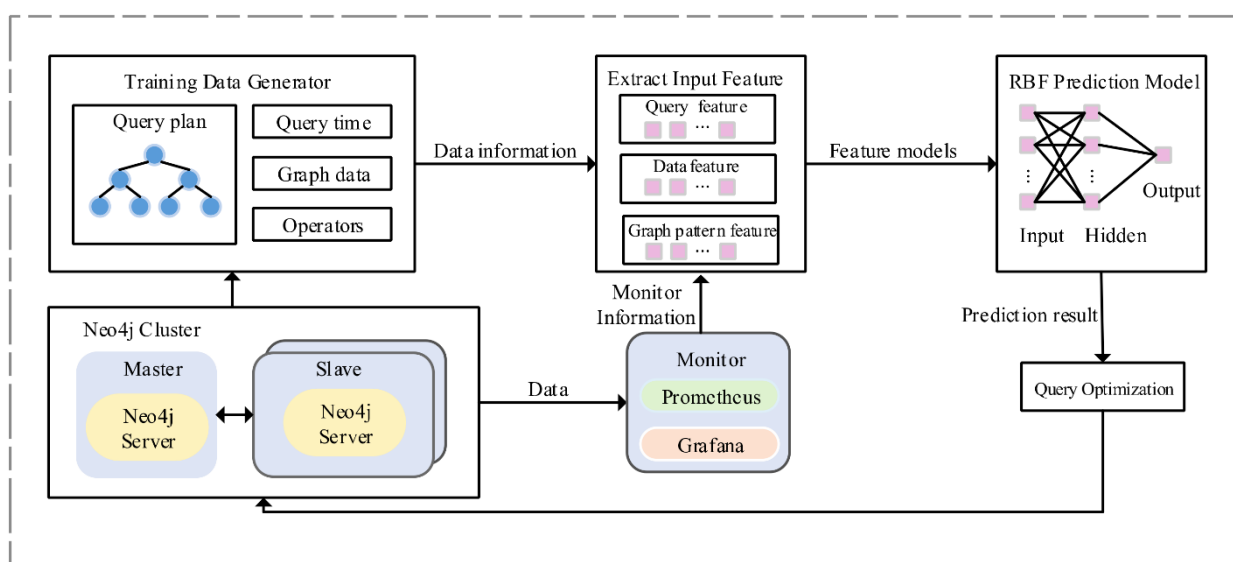 Training Data Generator
Query plan
Query time
Graph data
Operators
Data information
Extract Input Feature
Query feature
...
Data feature
...
Graph pattern feature
...
Feature models
RBF Prediction Model
Input
Hidden
Output
Neo4j Cluster
Master
Neo4j
Server
Slave
Neo4j
Server
Data
Monitor
Information
Monitor
Prometheus
Grafana
Prediction result
Query Optimization